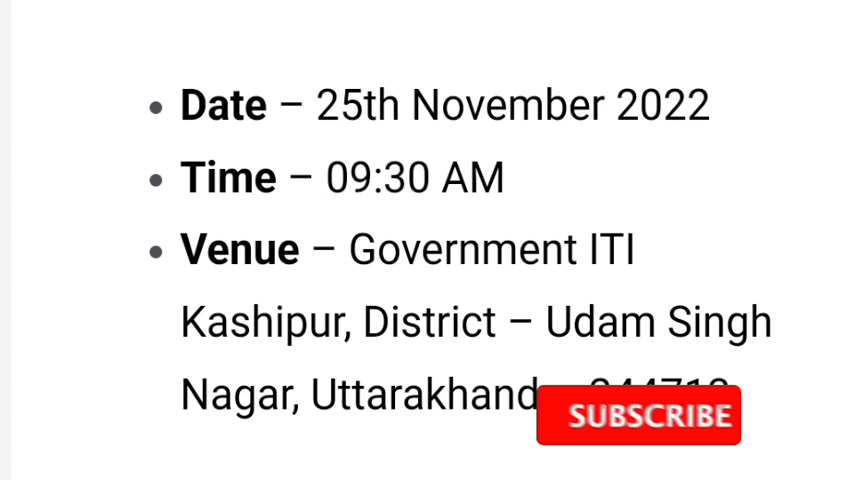 • Date – 25th November 2022
• Time – 09:30 AM
• Venue – Government ITI
Kashipur, District – Udam Singh
Nagar, Uttarakhand
SUBSCRIBE